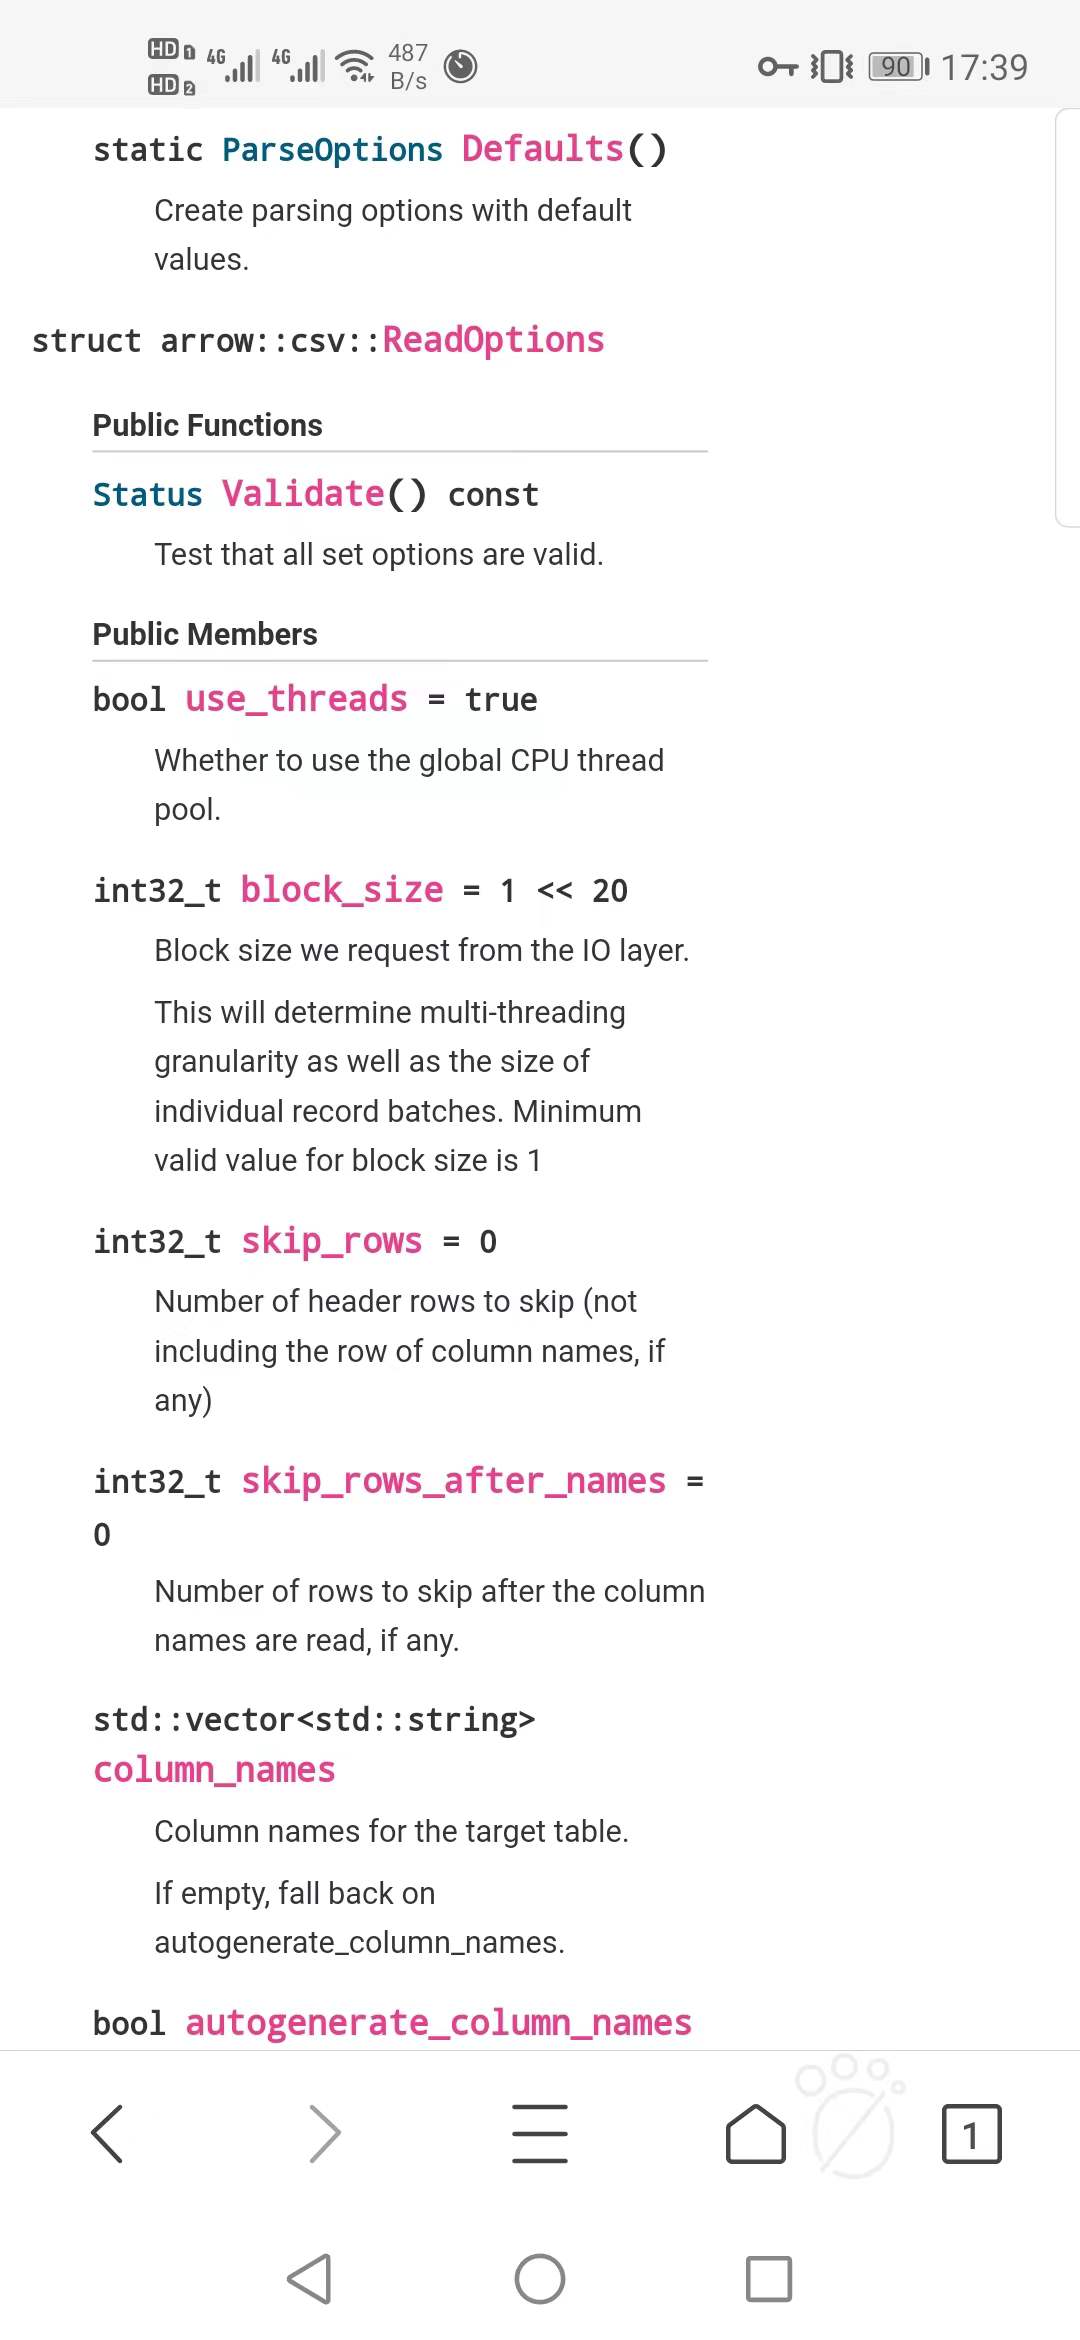 HD 1 4G 4G 487
HD 2 B/s 90 17:39
static ParseOptions Defaults()
Create parsing options with default
values.
struct arrow::csv::ReadOptions
Public Functions
Status Validate() const
Test that all set options are valid.
Public Members
bool use_threads = true
Whether to use the global CPU thread
pool.
int32_t block_size = 1 << 20
Block size we request from the IO layer.
This will determine multi-threading
granularity as well as the size of
individual record batches. Minimum
valid value for block size is 1
int32_t skip_rows = 0
Number of header rows to skip (not
including the row of column names, if
any)
int32_t skip_rows_after_names =
0
Number of rows to skip after the column
names are read, if any.
std::vector<std::string>
column_names
Column names for the target table.
If empty, fall back on
autogenerate_column_names.
bool autogenerate_column_names
1